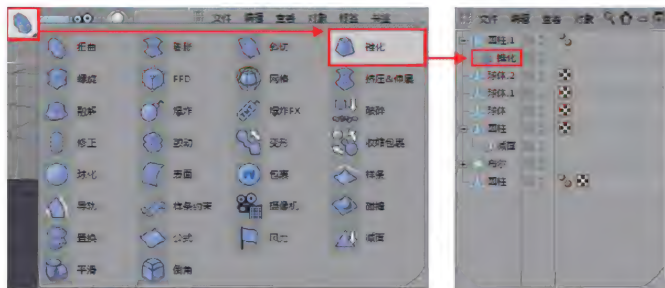 文件 编辑 查看 对象 标签 书签
扭曲 膨胀 斜切 锥化
螺旋 FFD 网格 挤压&伸展
融解 爆炸 爆炸FX 破碎
修正 颤动 变形 收缩包裹
球化 表面 包裹 样条
导轨 样条约束 摄像机 碰撞
置换 公式 风力 减面
平滑 倒角
文件 编辑 查看 对象
圆柱.1
锥化
球体.2
球体.1
球体
圆柱
减面
布尔
圆柱